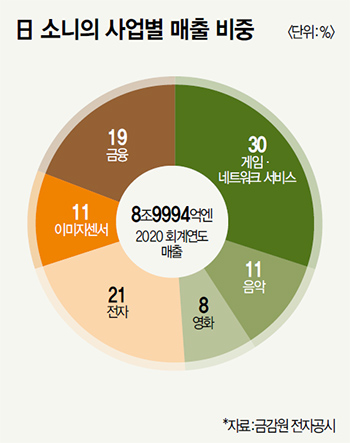 日 소니의 사업별 매출 비중
〈단위:%〉
30
게임·
네트워크 서비스
11
음악
8
영화
21
전자
11
이미지센서
19
금융
8조9994억엔
2020 회계연도
매출
*자료:금감원 전자공시